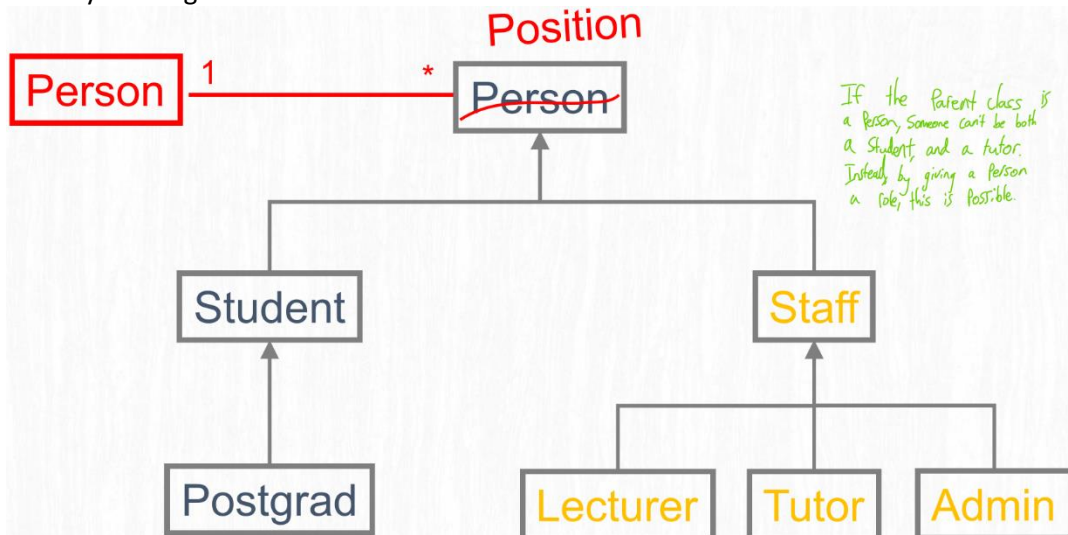 Position
Person 1 * Person
If the Parent class is
a Person, Someone can't be both
a Student, and a tutor.
Instead, by giving a Person
a role, this is Possible.
Student Staff
Postgrad Lecturer Tutor Admin